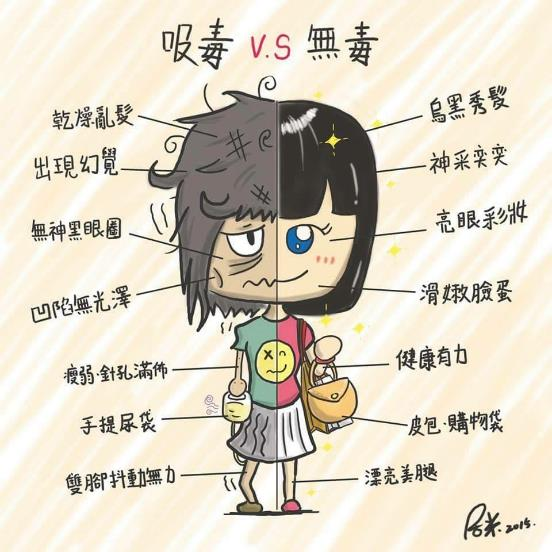 吸毒 V.S 無毒
乾燥亂髮
出現幻覺
無神黑眼圈
凹陷無光澤
瘦弱·針孔滿佈
手提尿袋
雙腳抖動無力
烏黑秀髮
神采奕奕
亮眼彩妝
滑嫩臉蛋
健康有力
皮包·購物袋
漂亮美腿
2015.